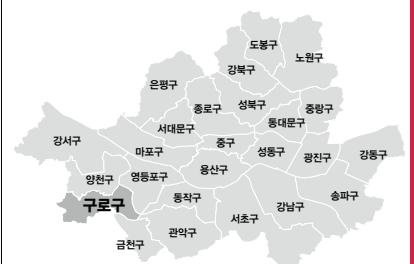 도봉구
노원구
강북구
은평구
성북구
종로구
중랑구
서대문구
동대문구
강서구
마포구
중구
성동구
광진구
강동구
양천구
영등포구
용산구
구로구
동작구
서초구
강남구
송파구
금천구
관악구